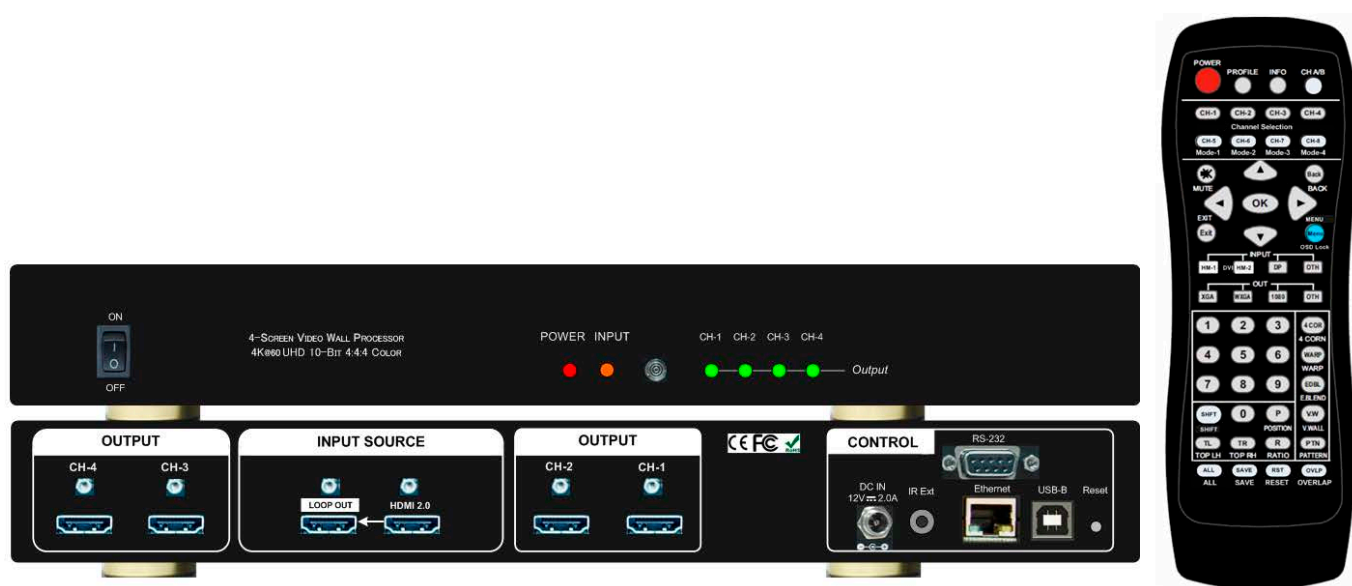 ON
OFF
4-Screen Video Wall Processor
4K@60 UHD 10-Bit 4:4:4 Color
POWER INPUT
CH-1 CH-2 CH-3 CH-4
Output
OUTPUT
CH-4 CH-3
INPUT SOURCE
LOOP OUT HDMI 2.0
OUTPUT
CH-2 CH-1
CE FC RoHS
CONTROL
RS-232
DC IN
12V 2.0A
IR Ext
Ethernet
USB-B
Reset
POWER
PROFILE INFO CH A/B
CH-1 CH-2 CH-3 CH-4
Channel Selection
CH-5 CH-6 CH-7 CH-8
Mode-1 Mode-2 Mode-3 Mode-4
Back
MUTE BACK
OK
EXIT MENU
Exit Menu
OSD Lock
INPUT
HM-1 DVI HM-2 DP OTH
OUT
XGA WXGA 1080 OTH
1 2 3 4 COR
4 CORN
4 5 6 WARP
WARP
7 8 9 EDBL
E.BLEND
SHFT 0 P V.W
SHIFT POSITION V.WALL
TL TR R PTN
TOP LH TOP RH RATIO PATTERN
ALL SAVE RST OVLP
ALL SAVE RESET OVERLAP